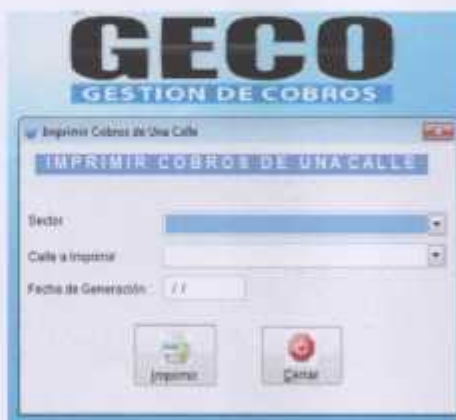 GECO
GESTIÓN DE COBROS
Imprimir Cobros de Una Calle
IMPRIMIR COBROS DE UNA CALLE
Sector
Calle a Imprimir
Fecha de Generación
/ /
Imprimir
Cerrar